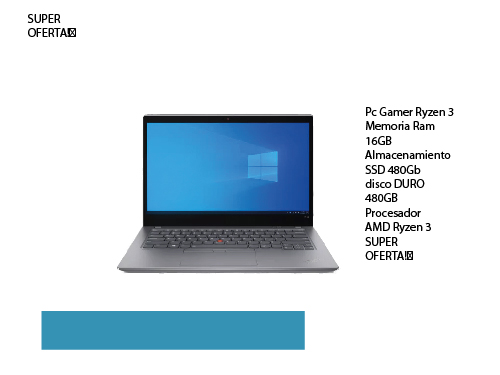 SUPER
OFERTA
Pc Gamer Ryzen 3
Memoria Ram
16GB
Almacenamiento
SSD 480Gb
disco DURO
480GB
Procesador
AMD Ryzen 3
SUPER
OFERTA